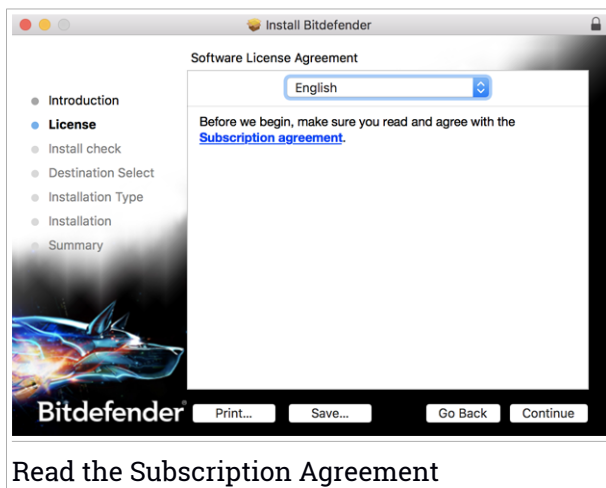 Install Bitdefender
Software License Agreement
English
Introduction
License
Install check
Destination Select
Installation Type
Installation
Summary
Before we begin, make sure you read and agree with the
Subscription agreement.
Bitdefender
Print...
Save...
Go Back
Continue
Read the Subscription Agreement